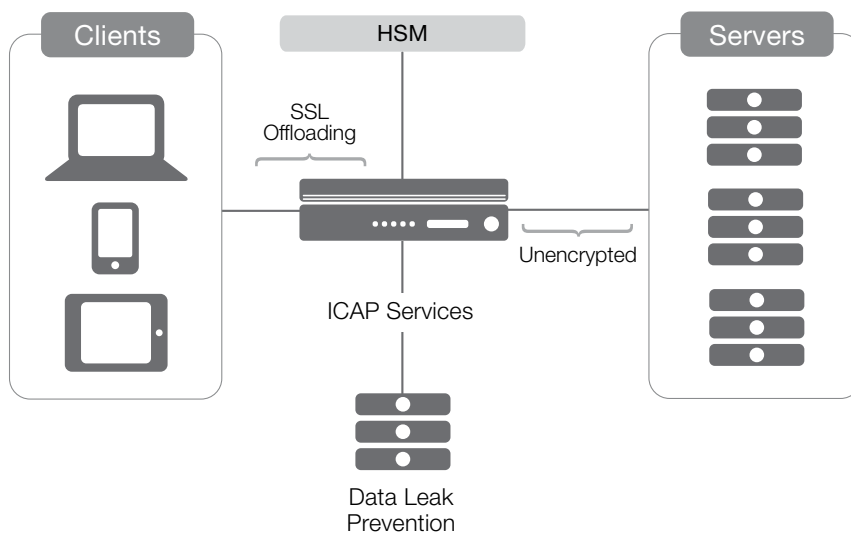 Clients
HSM
Servers
SSL
Offloading
Unencrypted
ICAP Services
Data Leak
Prevention